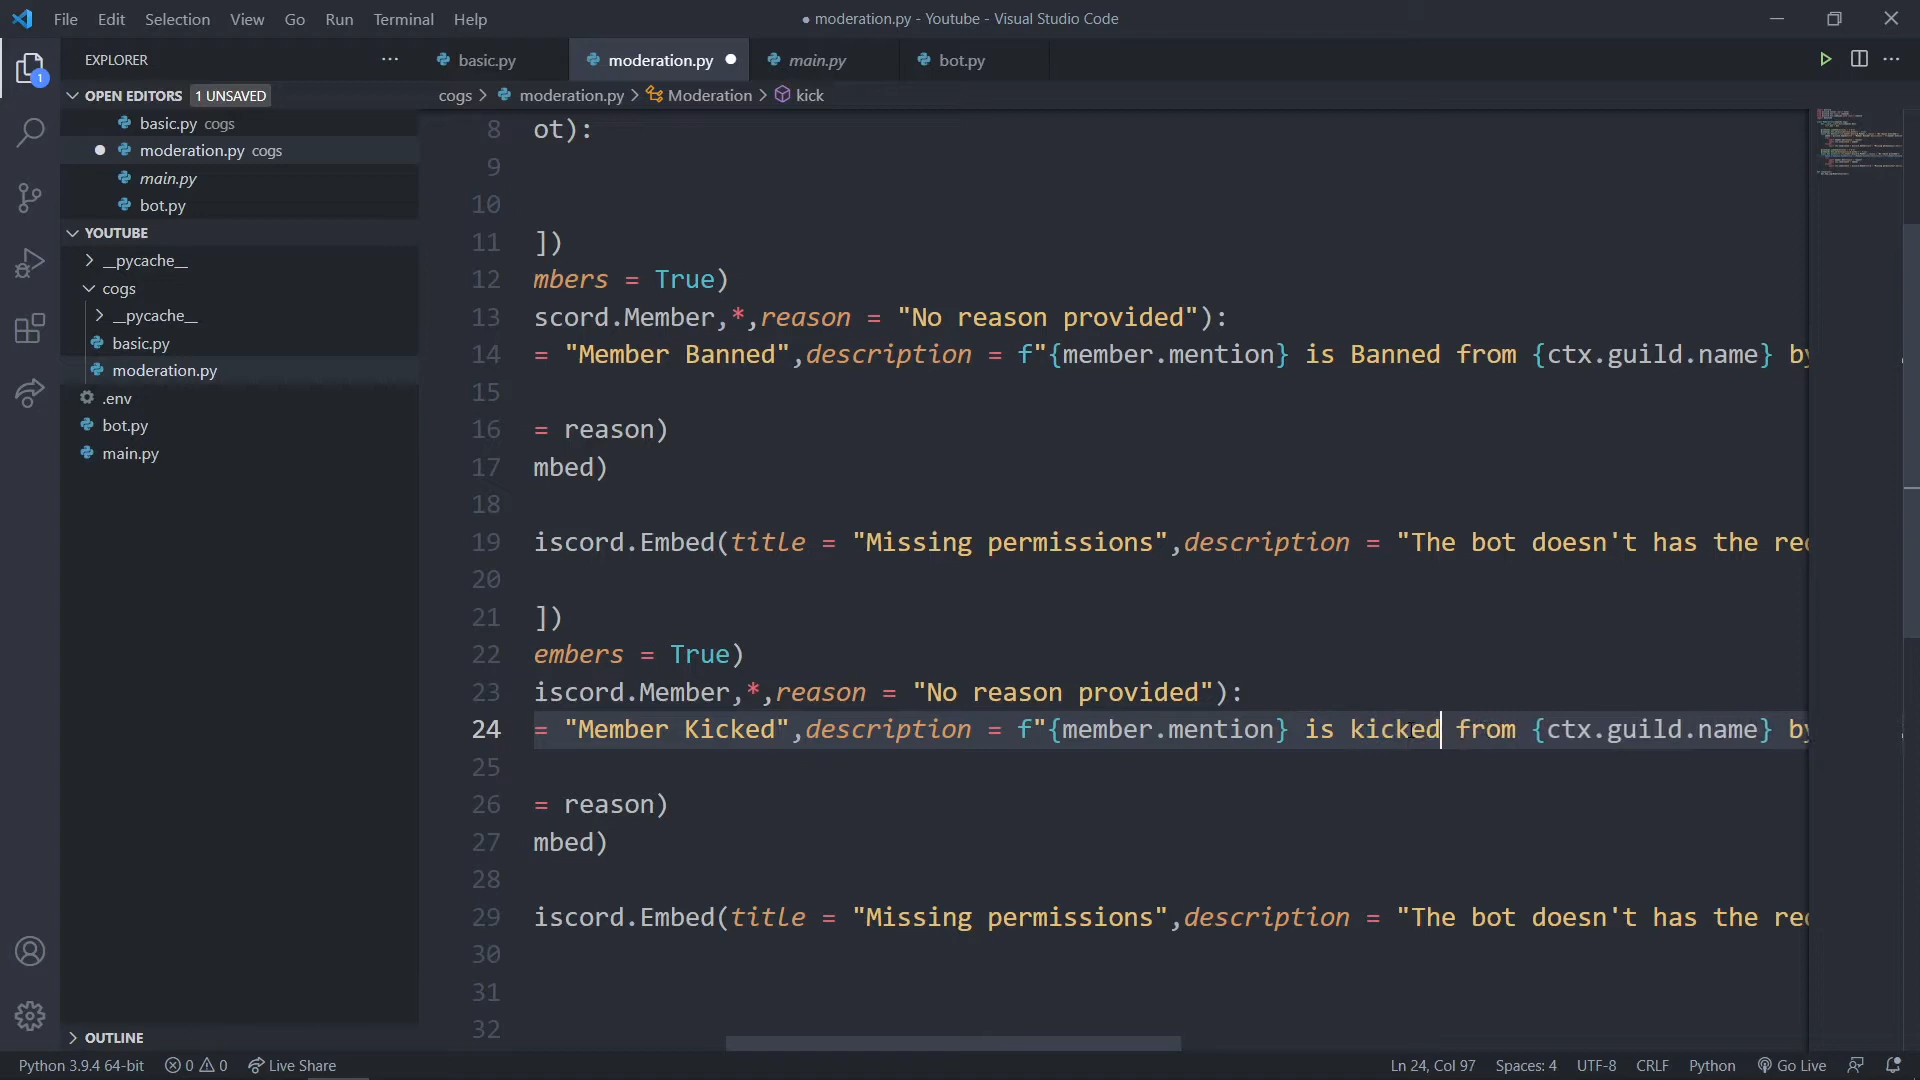 File Edit Selection View Go Run Terminal Help
● moderation.py - Youtube - Visual Studio Code
EXPLORER
basic.py
moderation.py
main.py
bot.py
OPEN EDITORS 1 UNSAVED
basic.py cogs
moderation.py cogs
main.py
bot.py
YOUTUBE
__pycache__
cogs
__pycache__
basic.py
moderation.py
.env
bot.py
main.py
OUTLINE
1
cogs > moderation.py > Moderation > kick
8 ot):
9
10
11 ])
12 mbers = True)
13 scord.Member,*,reason = "No reason provided"):
14 = "Member Banned",description = f"{member.mention} is Banned from {ctx.guild.name} by
15
16 = reason)
17 mbed)
18
19 iscord.Embed(title = "Missing permissions",description = "The bot doesn't has the
20
21 ])
22 embers = True)
23 iscord.Member,*,reason = "No reason provided"):
24 = "Member Kicked",description = f"{member.mention} is kicked from {ctx.guild.name} by
25
26 = reason)
27 mbed)
28
29 iscord.Embed(title = "Missing permissions",description = "The bot doesn't has the
30
31
32
Python 3.9.4 64-bit 0 0 Live Share
Ln 24, Col 97 Spaces: 4 UTF-8 CRLF Python Go Live